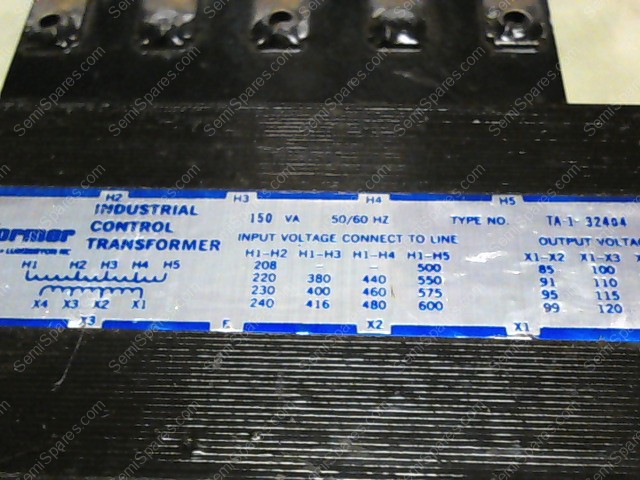 H2 H3 H4 H5
INDUSTRIAL
CONTROL
TRANSFORMER
150 VA 50/60 HZ TYPE NO. TA-1-32404
INPUT VOLTAGE CONNECT TO LINE
H1-H2 H1-H3 H1-H4 H1-H5
208 - - 500
220 380 440 550
230 400 460 575
240 416 480 600
OUTPUT VOLTA
X1-X2 X1-X3 X
85 100
91 110
95 115
99 120
ormer
H1 H2 H3 H4 H5
X4 X3 X2 X1
X3 X2 X1
SemiSpares.com